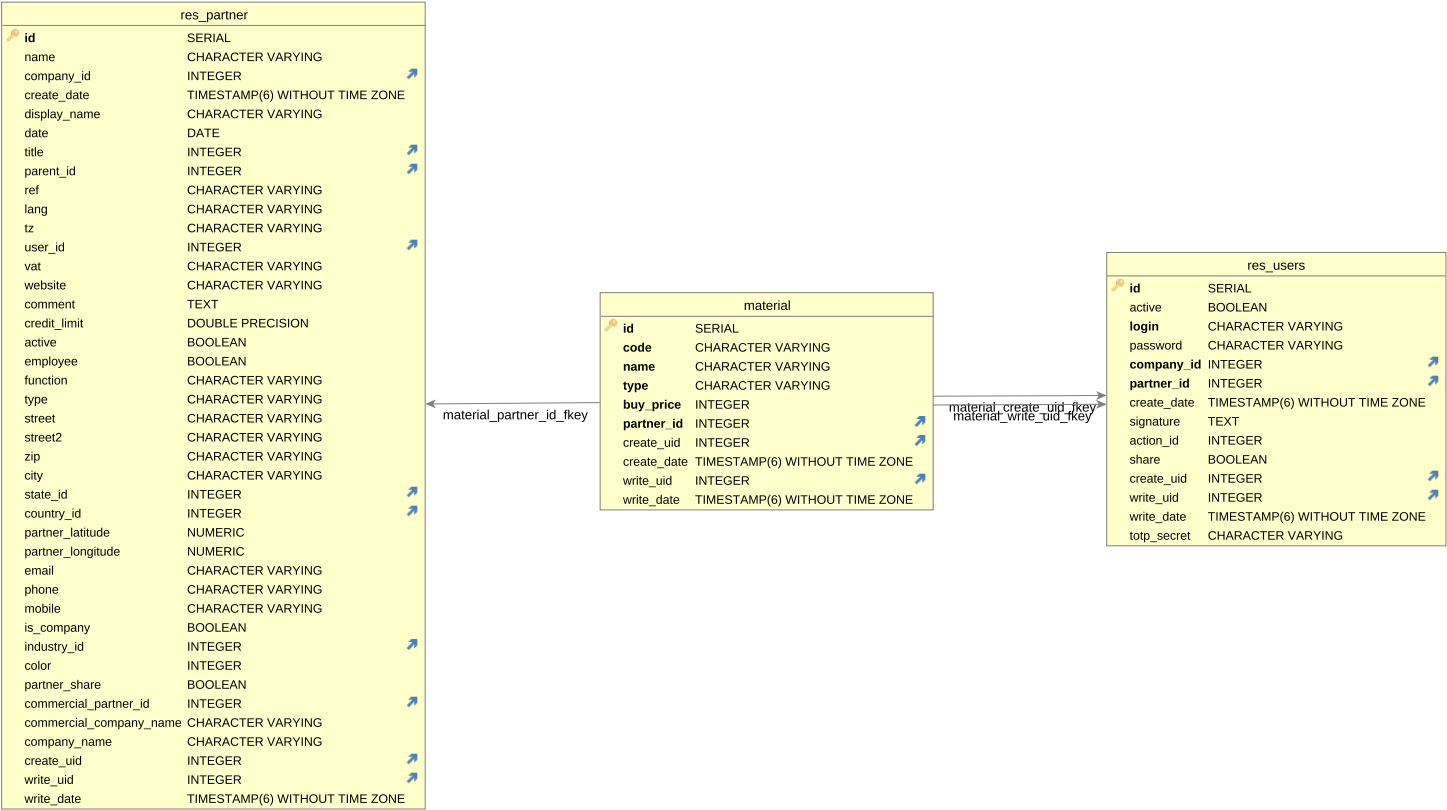 res_partner
id SERIAL
name CHARACTER VARYING
company_id INTEGER
create_date TIMESTAMP(6) WITHOUT TIME ZONE
display_name CHARACTER VARYING
date DATE
title INTEGER
parent_id INTEGER
ref CHARACTER VARYING
lang CHARACTER VARYING
tz CHARACTER VARYING
user_id INTEGER
vat CHARACTER VARYING
website CHARACTER VARYING
comment TEXT
credit_limit DOUBLE PRECISION
active BOOLEAN
employee BOOLEAN
function CHARACTER VARYING
type CHARACTER VARYING
street CHARACTER VARYING
street2 CHARACTER VARYING
zip CHARACTER VARYING
city CHARACTER VARYING
state_id INTEGER
country_id INTEGER
partner_latitude NUMERIC
partner_longitude NUMERIC
email CHARACTER VARYING
phone CHARACTER VARYING
mobile CHARACTER VARYING
is_company BOOLEAN
industry_id INTEGER
color INTEGER
partner_share BOOLEAN
commercial_partner_id INTEGER
commercial_company_name CHARACTER VARYING
company_name CHARACTER VARYING
create_uid INTEGER
write_uid INTEGER
write_date TIMESTAMP(6) WITHOUT TIME ZONE
material_partner_id_fkey
material
id SERIAL
code CHARACTER VARYING
name CHARACTER VARYING
type CHARACTER VARYING
buy_price INTEGER
partner_id INTEGER
create_uid INTEGER
create_date TIMESTAMP(6) WITHOUT TIME ZONE
write_uid INTEGER
write_date TIMESTAMP(6) WITHOUT TIME ZONE
material_create_uid_fkey
material_write_uid_fkey
res_users
id SERIAL
active BOOLEAN
login CHARACTER VARYING
password CHARACTER VARYING
company_id INTEGER
partner_id INTEGER
create_date TIMESTAMP(6) WITHOUT TIME ZONE
signature TEXT
action_id INTEGER
share BOOLEAN
create_uid INTEGER
write_uid INTEGER
write_date TIMESTAMP(6) WITHOUT TIME ZONE
totp_secret CHARACTER VARYING